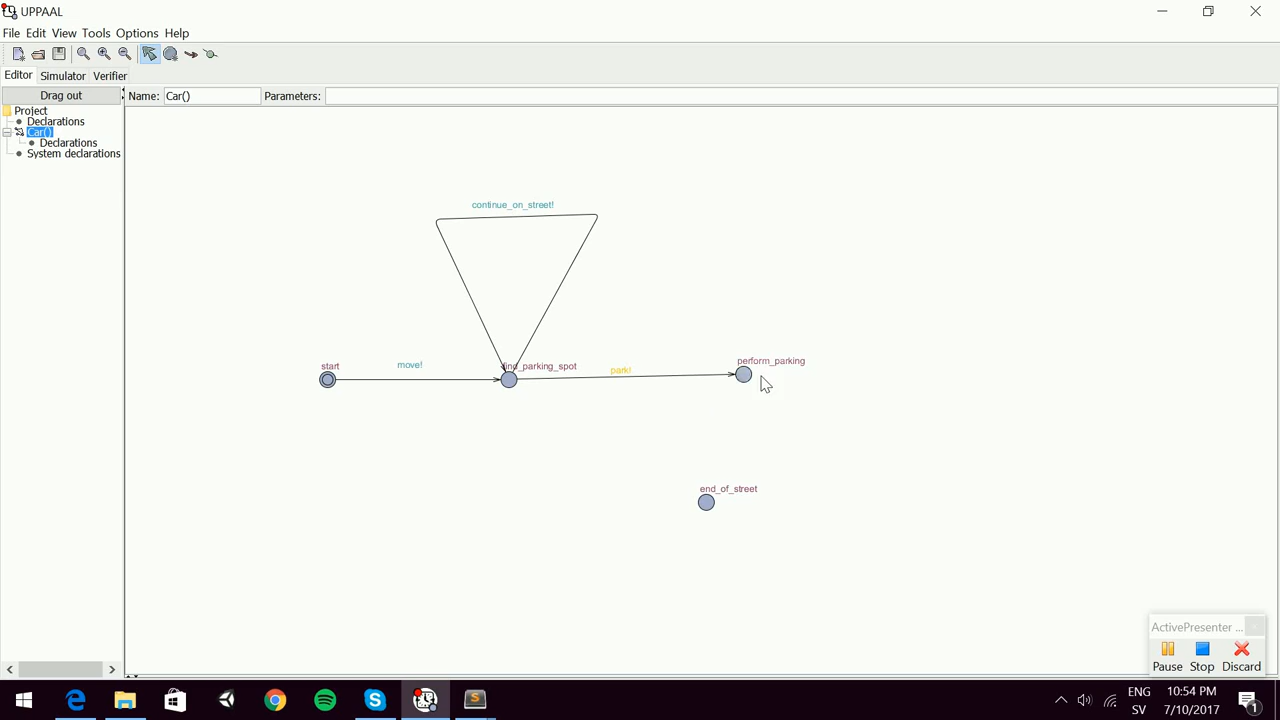 UPPAAL
File Edit View Tools Options Help
Editor Simulator Verifier
Drag out
Name: Car() Parameters:
Project
Declarations
Car()
Declarations
System declarations
continue_on_street!
start move! find_parking_spot park! perform_parking
end_of_street
ActivePresenter ...
Pause Stop Discard
ENG 10:54 PM
SV 7/10/2017 1